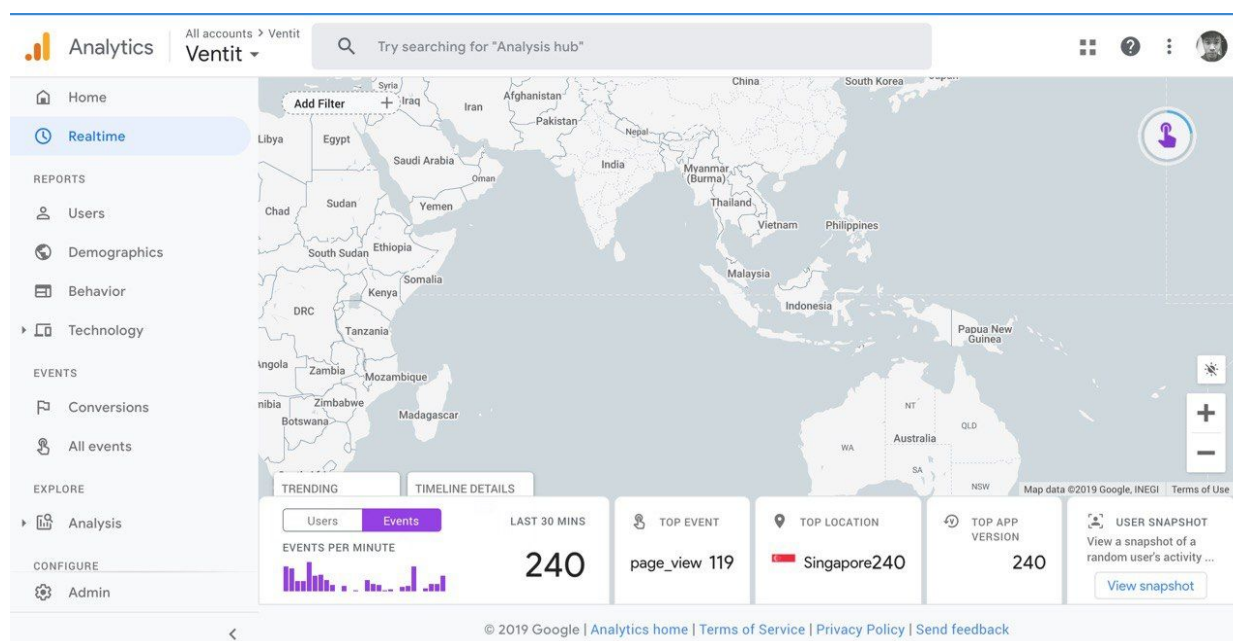 Analytics
All accounts > Ventit
Ventit
Try searching for "Analysis hub"
Home
Realtime
REPORTS
Users
Demographics
Behavior
Technology
EVENTS
Conversions
All events
EXPLORE
Analysis
CONFIGURE
Admin
Add Filter
Syria
Iraq
Iran
Afghanistan
Pakistan
China
South Korea
Libya
Egypt
Nepal
Saudi Arabia
India
Myanmar
(Burma)
Oman
Chad
Sudan
Yemen
Thailand
Vietnam
Philippines
South Sudan
Ethiopia
Somalia
Malaysia
Kenya
DRC
Indonesia
Tanzania
Papua New
Guinea
Angola
Zambia
Mozambique
Zimbabwe
Botswana
Madagascar
NT
QLD
WA
Australia
SA
NSW
Map data ©2019 Google, INEGI
Terms of Use
TRENDING
TIMELINE DETAILS
Users
Events
LAST 30 MINS
EVENTS PER MINUTE
240
TOP EVENT
page_view 119
TOP LOCATION
Singapore240
TOP APP
VERSION
240
USER SNAPSHOT
View a snapshot of a
random user's activity ...
View snapshot
© 2019 Google | Analytics home | Terms of Service | Privacy Policy | Send feedback